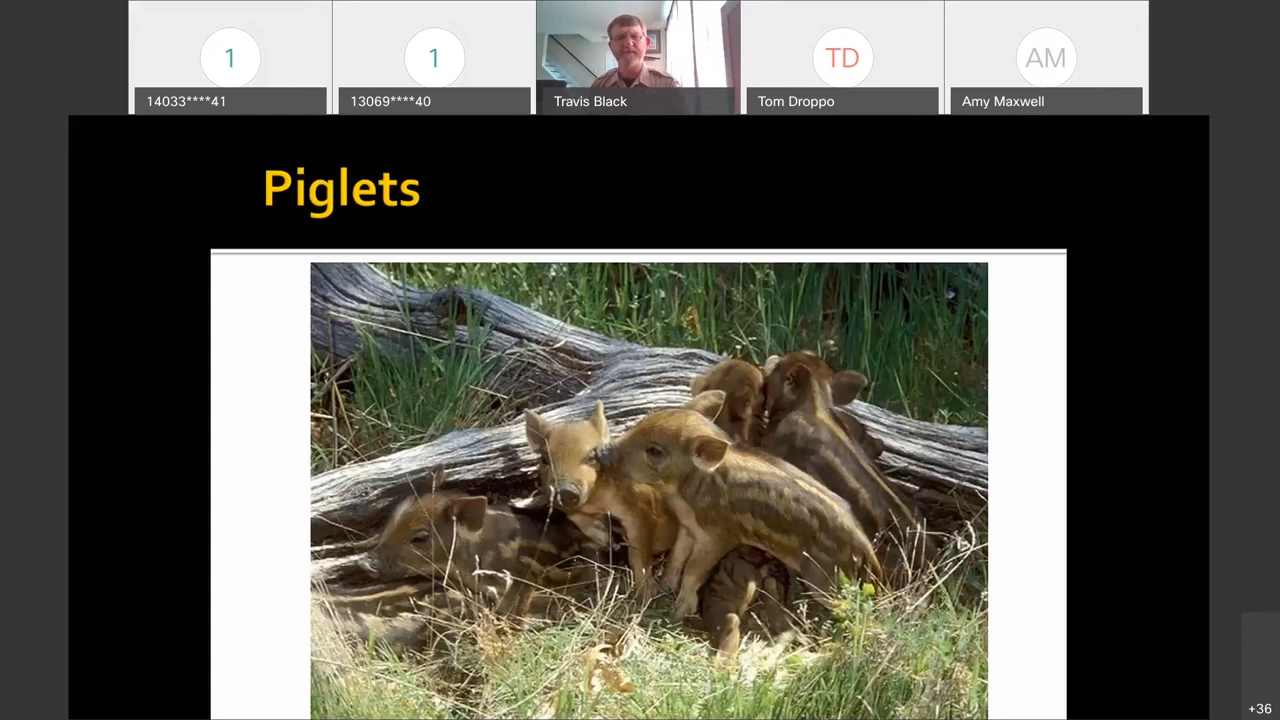 1
14033****41
1
13069****40
Travis Black
TD
Tom Droppo
AM
Amy Maxwell
Piglets
+36